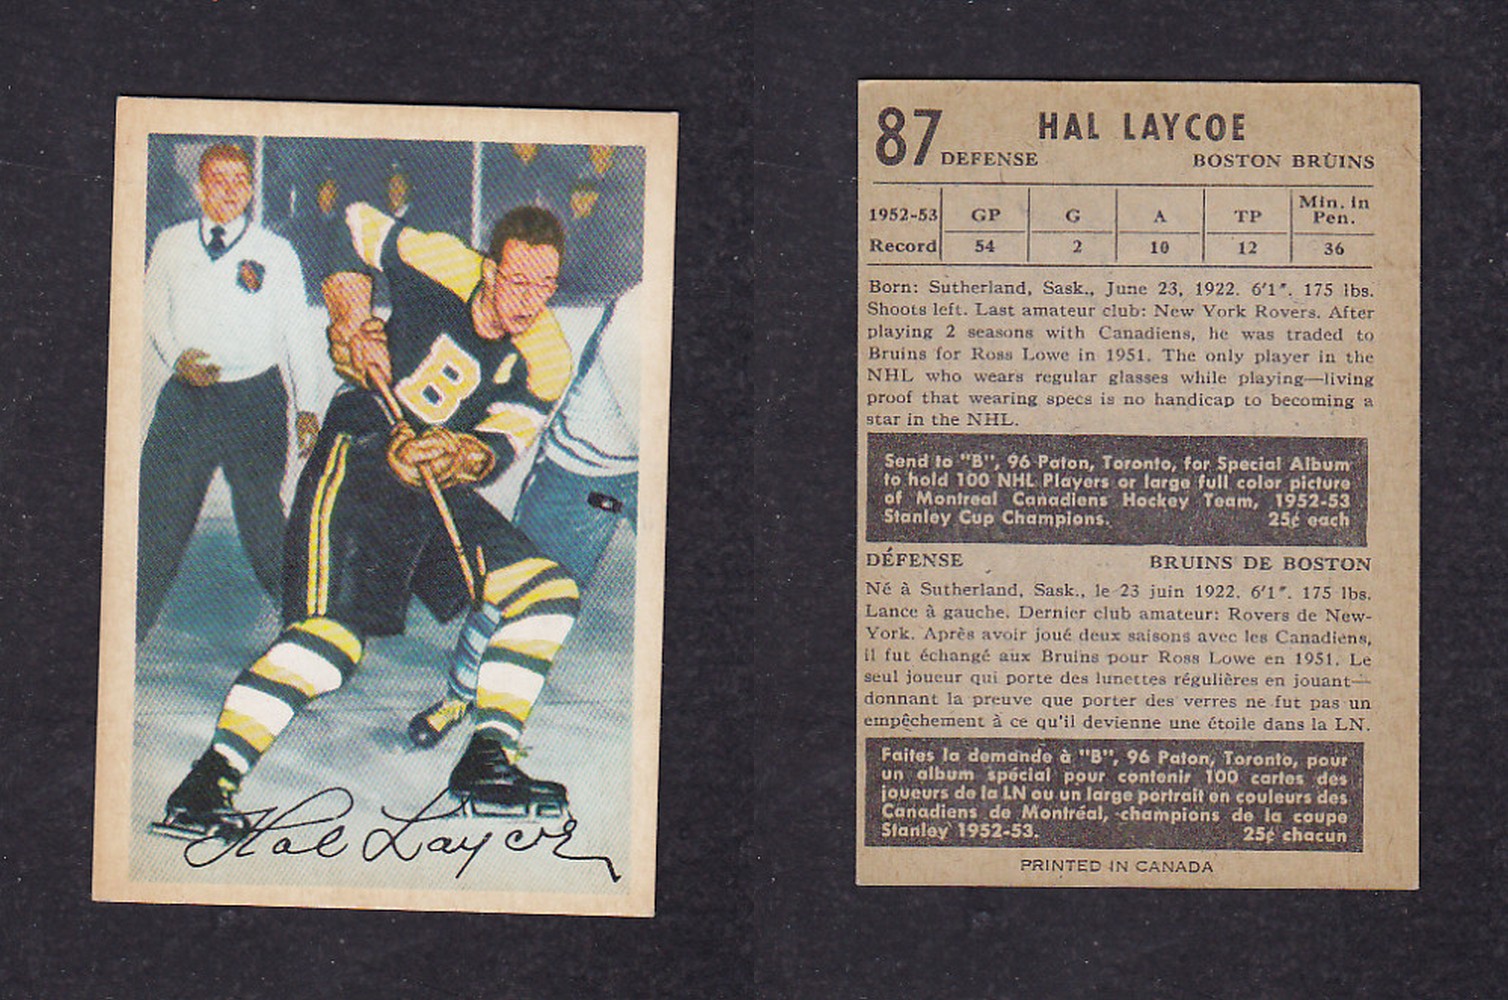 B
Hal Laycoe
87 HAL LAYCOE
DEFENSE BOSTON BRUINS
1952-53 Record GP G A TP Min. in Pen.
54 2 10 12 36
Born: Sutherland, Sask., June 23, 1922. 6'1". 175 lbs.
Shoots left. Last amateur club: New York Rovers. After
playing 2 seasons with Canadiens, he was traded to
Bruins for Ross Lowe in 1951. The only player in the
NHL who wears regular glasses while playing—living
proof that wearing specs is no handicap to becoming a
star in the NHL.
Send to "B", 96 Paton, Toronto, for Special Album
to hold 100 NHL Players or large full color picture
of Montreal Canadiens Hockey Team, 1952-53
Stanley Cup Champions. 25¢ each
DÉFENSE BRUINS DE BOSTON
Né à Sutherland, Sask., le 23 juin 1922. 6'1". 175 lbs.
Lance à gauche. Dernier club amateur: Rovers de New-
York. Après avoir joué deux saisons avec les Canadiens,
il fut échangé aux Bruins pour Ross Lowe en 1951. Le
seul joueur qui porte des lunettes régulières en jouant—
donnant la preuve que porter des verres ne fut pas un
empêchement à ce qu'il devienne une étoile dans la LN.
Faites la demande à "B", 96 Paton, Toronto, pour
un album spécial pour contenir 100 cartes des
joueurs de la LN ou un large portrait en couleurs des
Canadiens de Montréal, champions de la coupe
Stanley 1952-53. 25¢ chacun
PRINTED IN CANADA